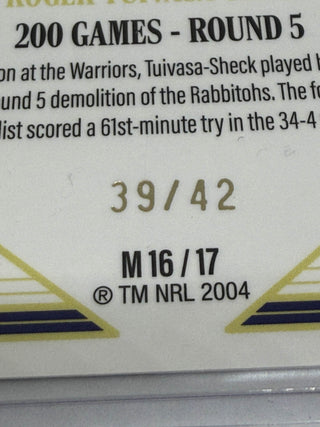 200 GAMES - ROUND 5
on at the Warriors, Tuivasa-Sheck played
und 5 demolition of the Rabbitohs. The
list scored a 61st-minute try in the 34-4
39/42
M 16 / 17
® TM NRL 2004